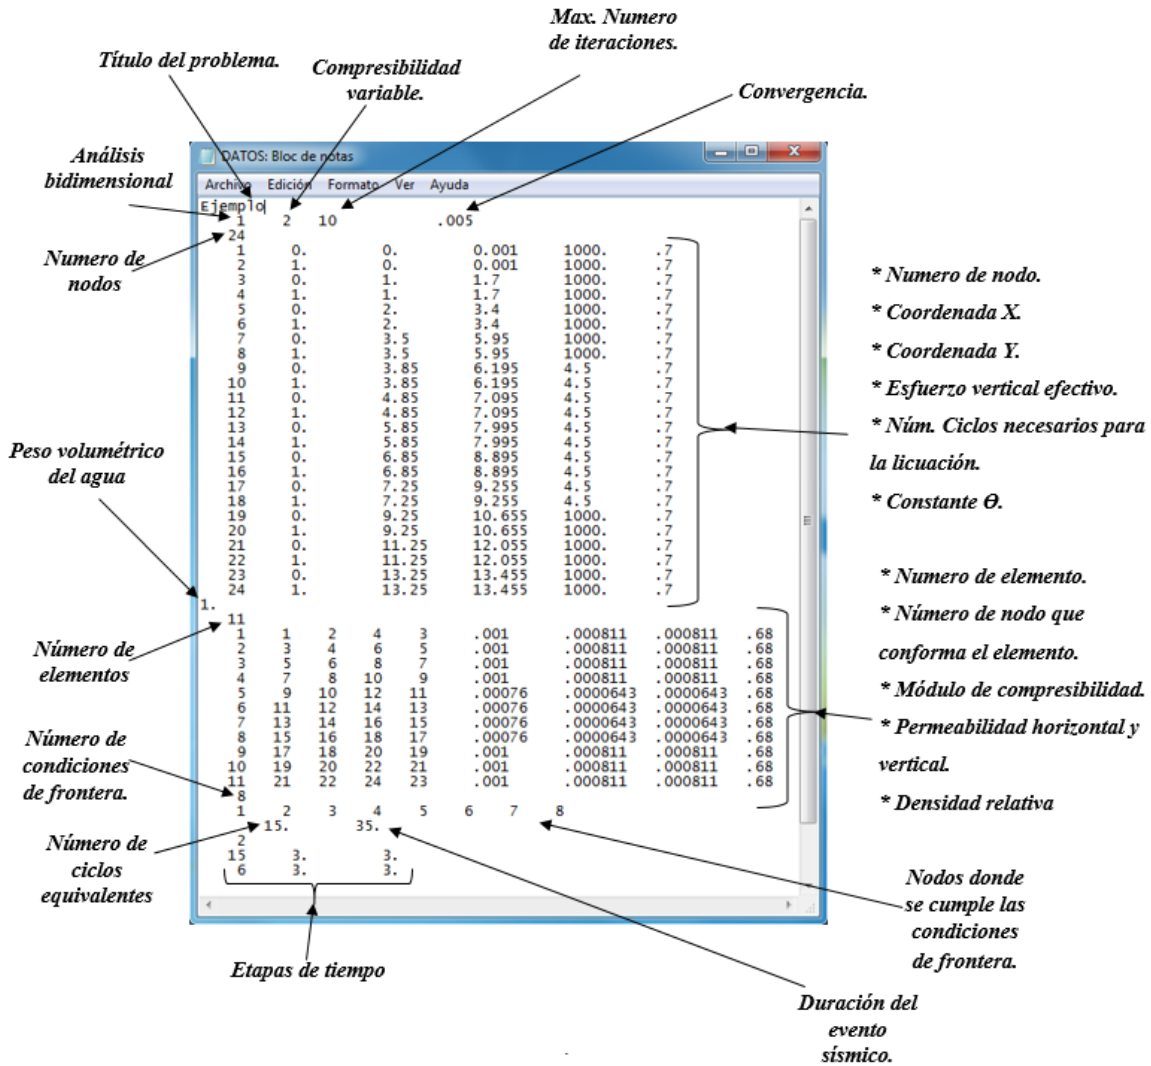 Max. Numero
de iteraciones.
Título del problema.
Compresibilidad
variable.
Convergencia.
Análisis
bidimensional
DATOS: Bloc de notas
Archivo Edición Formato Ver Ayuda
Ejemplo
1 2 10 .005
24
1 0. 0. 0.001 1000. .7
2 1. 0. 0.001 1000. .7
3 0. 1. 1.7 1000. .7
4 1. 1. 1.7 1000. .7
5 0. 2. 3.4 1000. .7
6 1. 2. 3.4 1000. .7
7 0. 3.5 5.95 1000. .7
8 1. 3.5 5.95 1000. .7
9 0. 3.85 6.195 4.5 .7
10 1. 3.85 6.195 4.5 .7
11 0. 4.85 7.095 4.5 .7
12 1. 4.85 7.095 4.5 .7
13 0. 5.85 7.995 4.5 .7
14 1. 5.85 7.995 4.5 .7
15 0. 6.85 8.895 4.5 .7
16 1. 6.85 8.895 4.5 .7
17 0. 7.25 9.255 4.5 .7
18 1. 7.25 9.255 4.5 .7
19 0. 9.25 10.655 1000. .7
20 1. 9.25 10.655 1000. .7
21 0. 11.25 12.055 1000. .7
22 1. 11.25 12.055 1000. .7
23 0. 13.25 13.455 1000. .7
24 1. 13.25 13.455 1000. .7
1.
11
1 1 2 4 3 .001 .000811 .000811 .68
2 3 4 6 5 .001 .000811 .000811 .68
3 5 6 8 7 .001 .000811 .000811 .68
4 7 8 10 9 .001 .000811 .000811 .68
5 9 10 12 11 .00076 .0000643 .0000643 .68
6 11 12 14 13 .00076 .0000643 .0000643 .68
7 13 14 16 15 .00076 .0000643 .0000643 .68
8 15 16 18 17 .00076 .0000643 .0000643 .68
9 17 18 20 19 .001 .000811 .000811 .68
10 19 20 22 21 .001 .000811 .000811 .68
11 21 22 24 23 .001 .000811 .000811 .68
8
1 2 3 4 5 6 7 8
15. 35.
2
15 3. 3.
6 3. 3.
Numero de
nodos
Peso volumétrico
del agua
Número de
elementos
Número de
condiciones
de frontera.
Número de
ciclos
equivalentes
Etapas de tiempo
* Numero de nodo.
* Coordenada X.
* Coordenada Y.
* Esfuerzo vertical efectivo.
* Núm. Ciclos necesarios para
la licuación.
* Constante Ɵ.
* Numero de elemento.
* Número de nodo que
conforma el elemento.
* Módulo de compresibilidad.
* Permeabilidad horizontal y
vertical.
* Densidad relativa
Nodos donde
se cumple las
condiciones
de frontera.
Duración del
evento
sísmico.